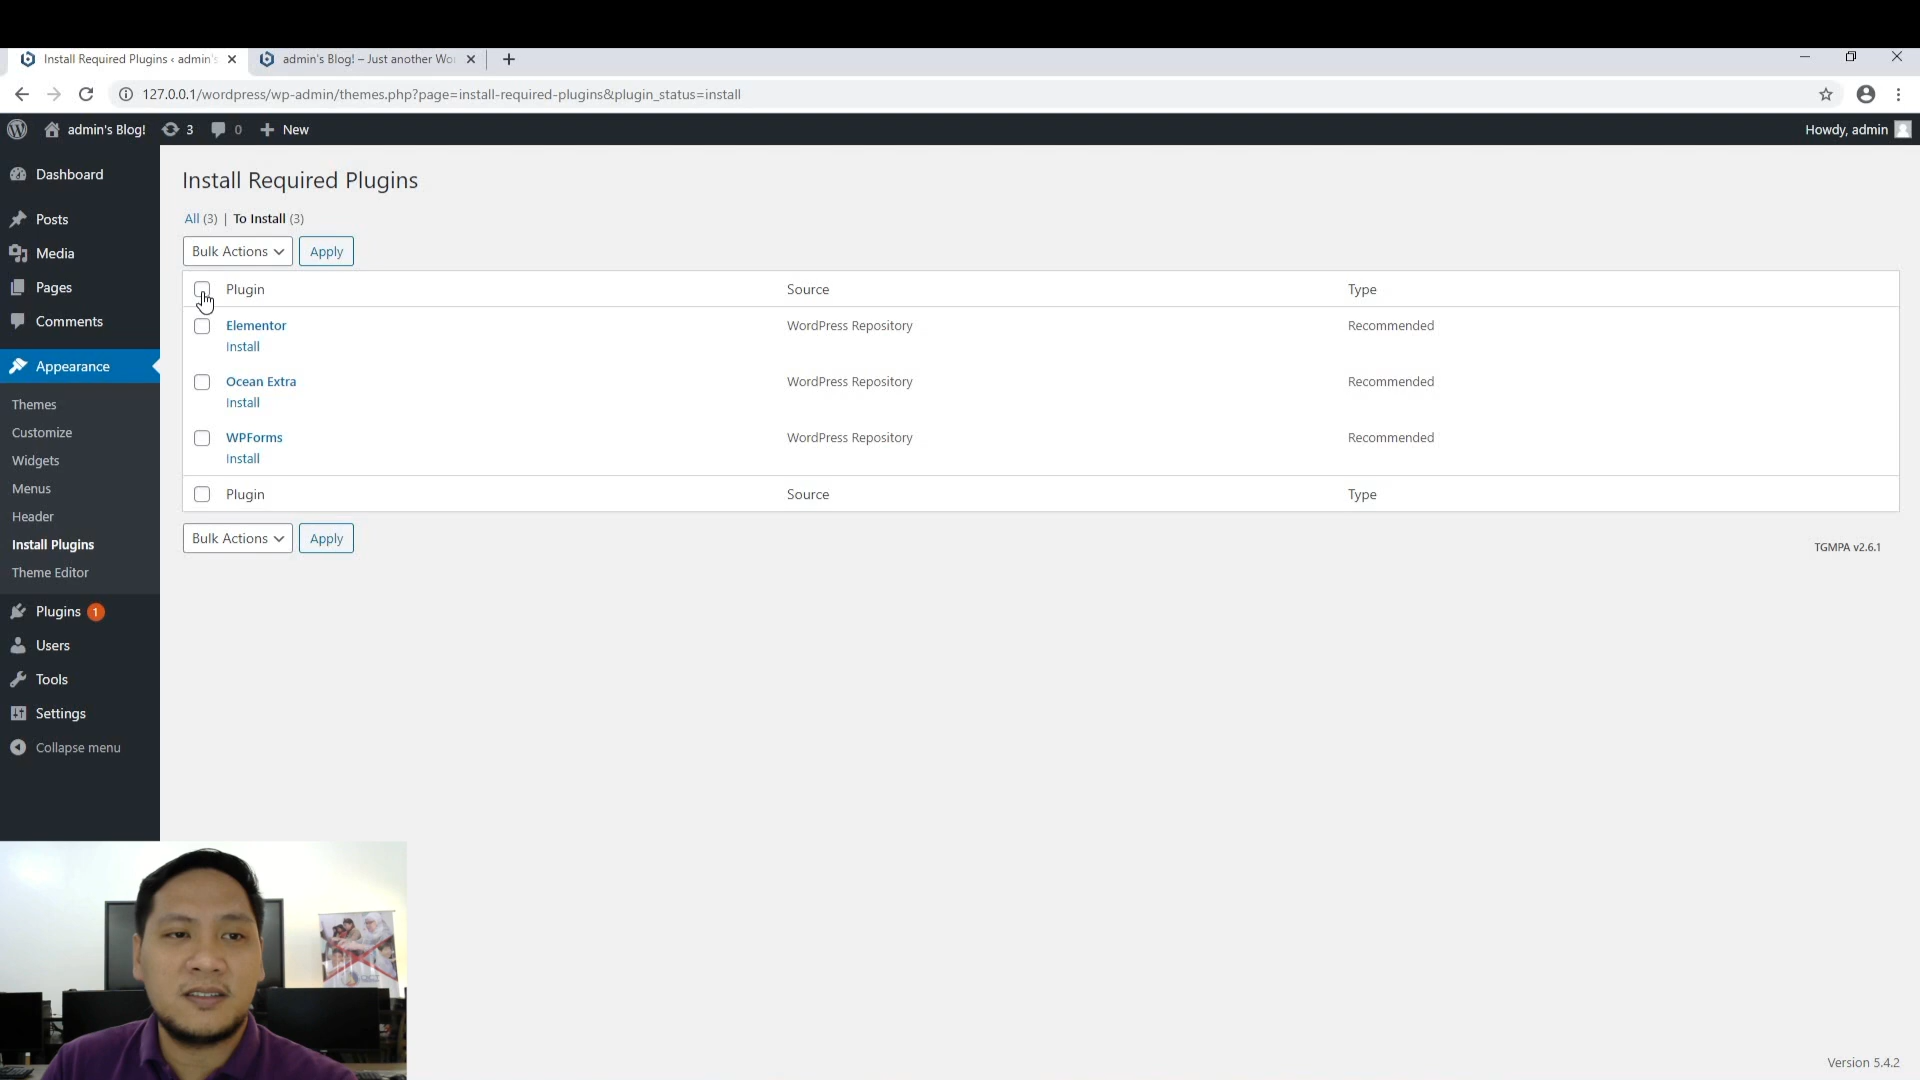 Install Required Plugins ‹ admin's
admin's Blog! – Just another Wor
127.0.0.1/wordpress/wp-admin/themes.php?page=install-required-plugins&plugin_status=install
admin's Blog! 3 0 New
Howdy, admin
Dashboard
Posts
Media
Pages
Comments
Appearance
Themes
Customize
Widgets
Menus
Header
Install Plugins
Theme Editor
Plugins 1
Users
Tools
Settings
Collapse menu
Install Required Plugins
All (3) | To Install (3)
Bulk Actions Apply
Plugin Source Type
Elementor WordPress Repository Recommended
Install
Ocean Extra WordPress Repository Recommended
Install
WPForms WordPress Repository Recommended
Install
Plugin Source Type
Bulk Actions Apply
TGMPA v2.6.1
Version 5.4.2